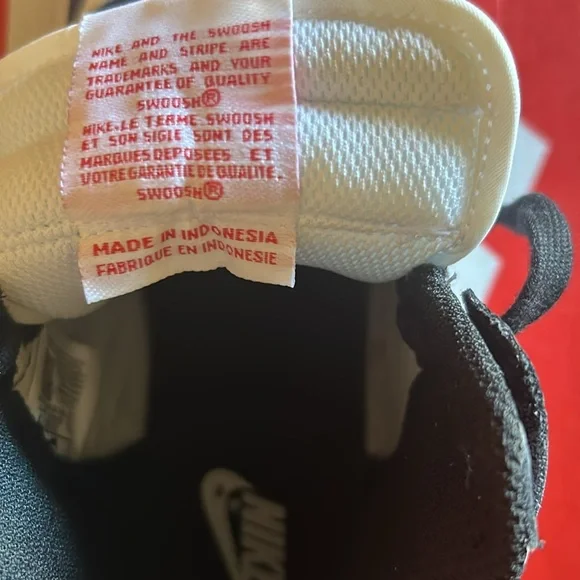 NIKE AND THE SWOOSH
NAME AND STRIPE ARE
TRADEMARKS AND YOUR
GUARANTEE OF QUALITY
SWOOSH®
NIKE, LE TERME SWOOSH
ET SON SIGLE SONT DES
MARQUES DEPOSEES ET
VOTRE GARANTIE DE QUALITE.
SWOOSH®
MADE IN INDONESIA
FABRIQUE EN INDONESIE
NIKE